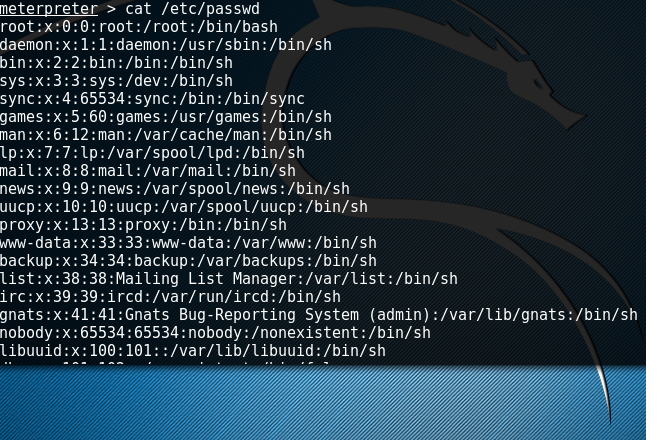 meterpreter > cat /etc/passwd
root:x:0:0:root:/root:/bin/bash
daemon:x:1:1:daemon:/usr/sbin:/bin/sh
bin:x:2:2:bin:/bin:/bin/sh
sys:x:3:3:sys:/dev:/bin/sh
sync:x:4:65534:sync:/bin:/bin/sync
games:x:5:60:games:/usr/games:/bin/sh
man:x:6:12:man:/var/cache/man:/bin/sh
lp:x:7:7:lp:/var/spool/lpd:/bin/sh
mail:x:8:8:mail:/var/mail:/bin/sh
news:x:9:9:news:/var/spool/news:/bin/sh
uucp:x:10:10:uucp:/var/spool/uucp:/bin/sh
proxy:x:13:13:proxy:/bin:/bin/sh
www-data:x:33:33:www-data:/var/www:/bin/sh
backup:x:34:34:backup:/var/backups:/bin/sh
list:x:38:38:Mailing List Manager:/var/list:/bin/sh
irc:x:39:39:ircd:/var/run/ircd:/bin/sh
gnats:x:41:41:Gnats Bug-Reporting System (admin):/var/lib/gnats:/bin/sh
nobody:x:65534:65534:nobody:/nonexistent:/bin/sh
libuuid:x:100:101::/var/lib/libuuid:/bin/sh